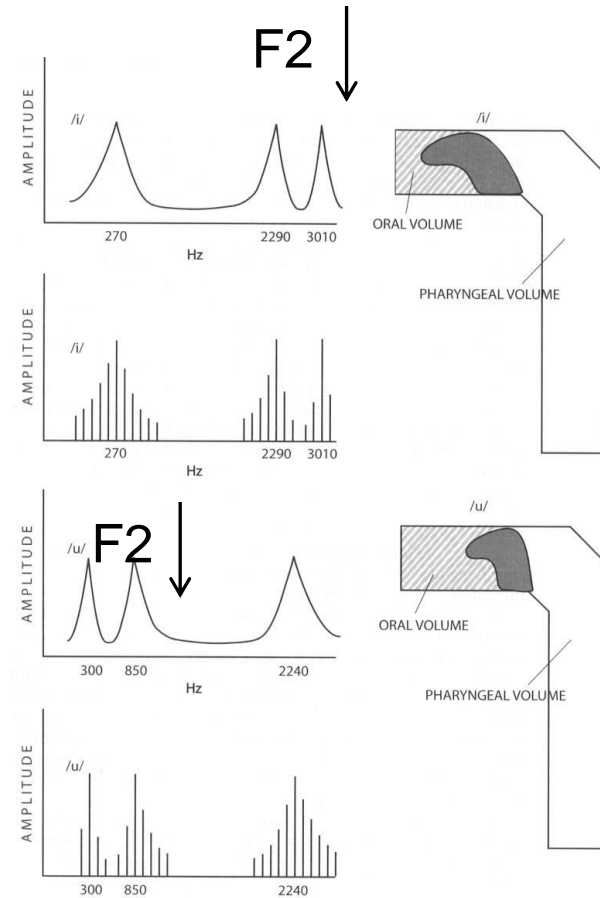 F2
AMPLITUDE
/i/
270
2290
3010
Hz
/i/
ORAL VOLUME
PHARYNGEAL VOLUME
AMPLITUDE
/i/
270
2290
3010
Hz
F2
AMPLITUDE
/u/
300
850
2240
Hz
/u/
ORAL VOLUME
PHARYNGEAL VOLUME
AMPLITUDE
/u/
300
850
2240